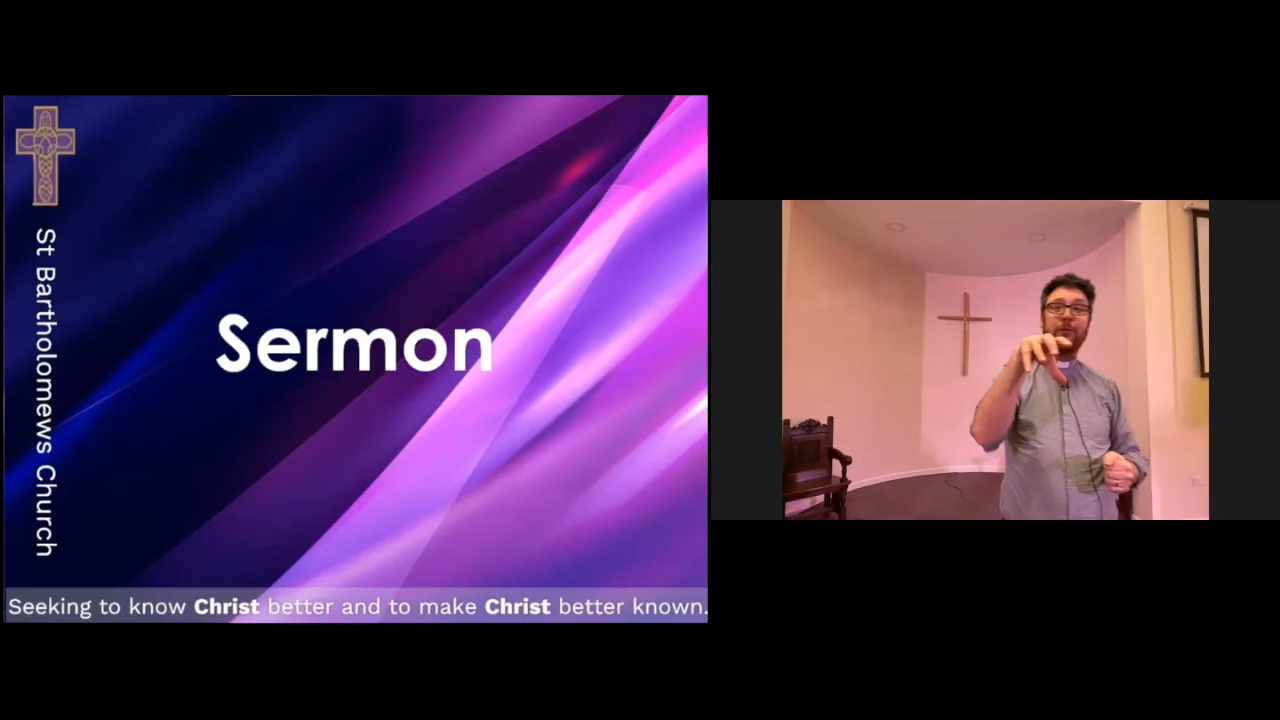 St Bartholomews Church
Sermon
Seeking to know Christ better and to make Christ better known.